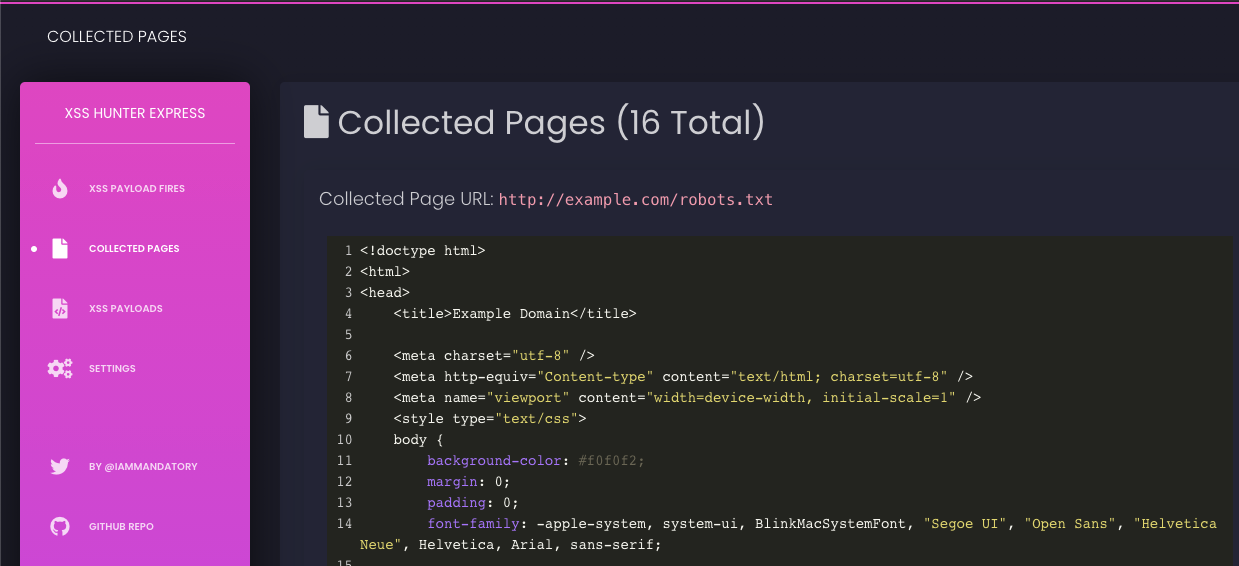 COLLECTED PAGES
XSS HUNTER EXPRESS
XSS PAYLOAD FIRES
COLLECTED PAGES
XSS PAYLOADS
SETTINGS
BY @IAMMANDATORY
GITHUB REPO
Collected Pages (16 Total)
Collected Page URL: http://example.com/robots.txt
1 <!doctype html>
2 <html>
3 <head>
4     <title>Example Domain</title>
5
6     <meta charset="utf-8" />
7     <meta http-equiv="Content-type" content="text/html; charset=utf-8" />
8     <meta name="viewport" content="width=device-width, initial-scale=1" />
9     <style type="text/css">
10     body {
11         background-color: #f0f0f2;
12         margin: 0;
13         padding: 0;
14         font-family: -apple-system, system-ui, BlinkMacSystemFont, "Segoe UI", "Open Sans", "Helvetica
Neue", Helvetica, Arial, sans-serif;
15